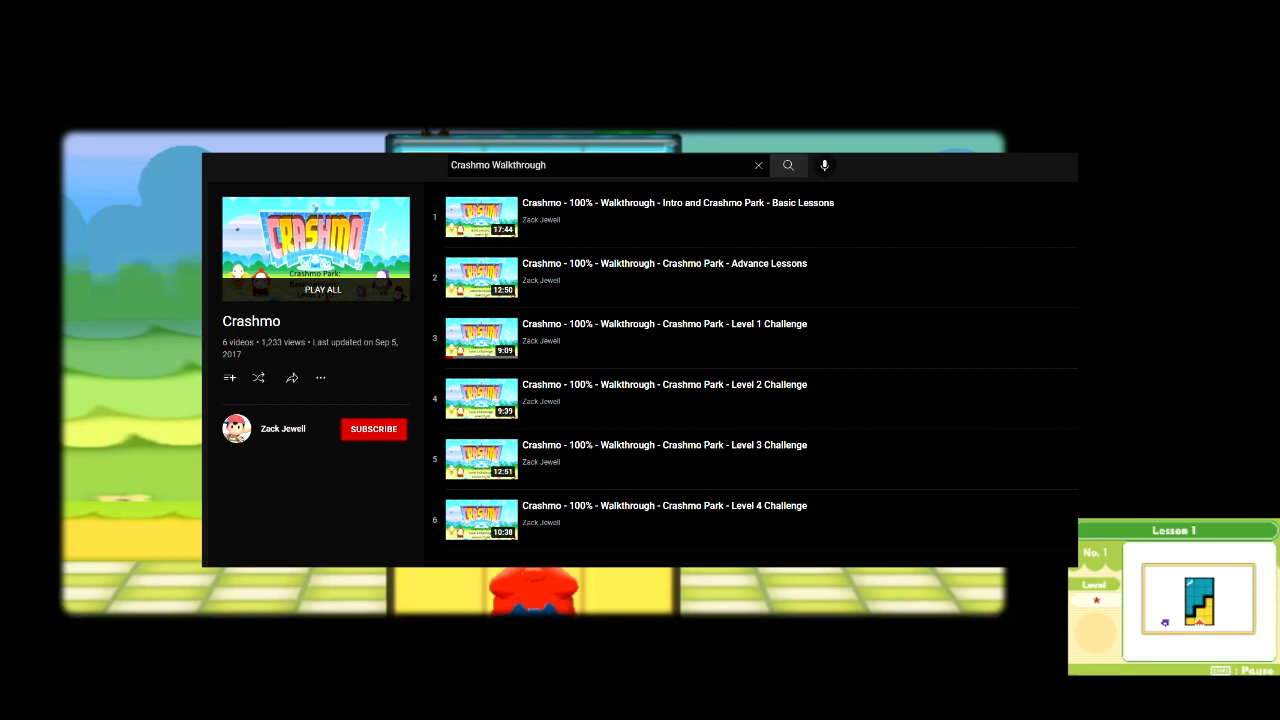 Crashmo Walkthrough
CRASHMO
Crashmo Park:
PLAY ALL
Crashmo
6 videos • 1,233 views • Last updated on Sep 5,
2017
Zack Jewell
SUBSCRIBE
1
17:44
Crashmo - 100% - Walkthrough - Intro and Crashmo Park - Basic Lessons
Zack Jewell
2
12:50
Crashmo - 100% - Walkthrough - Crashmo Park - Advance Lessons
Zack Jewell
3
9:09
Crashmo - 100% - Walkthrough - Crashmo Park - Level 1 Challenge
Zack Jewell
4
9:39
Crashmo - 100% - Walkthrough - Crashmo Park - Level 2 Challenge
Zack Jewell
5
12:51
Crashmo - 100% - Walkthrough - Crashmo Park - Level 3 Challenge
Zack Jewell
6
10:38
Crashmo - 100% - Walkthrough - Crashmo Park - Level 4 Challenge
Zack Jewell
Lesson 1
No. 1
Level
: Pause